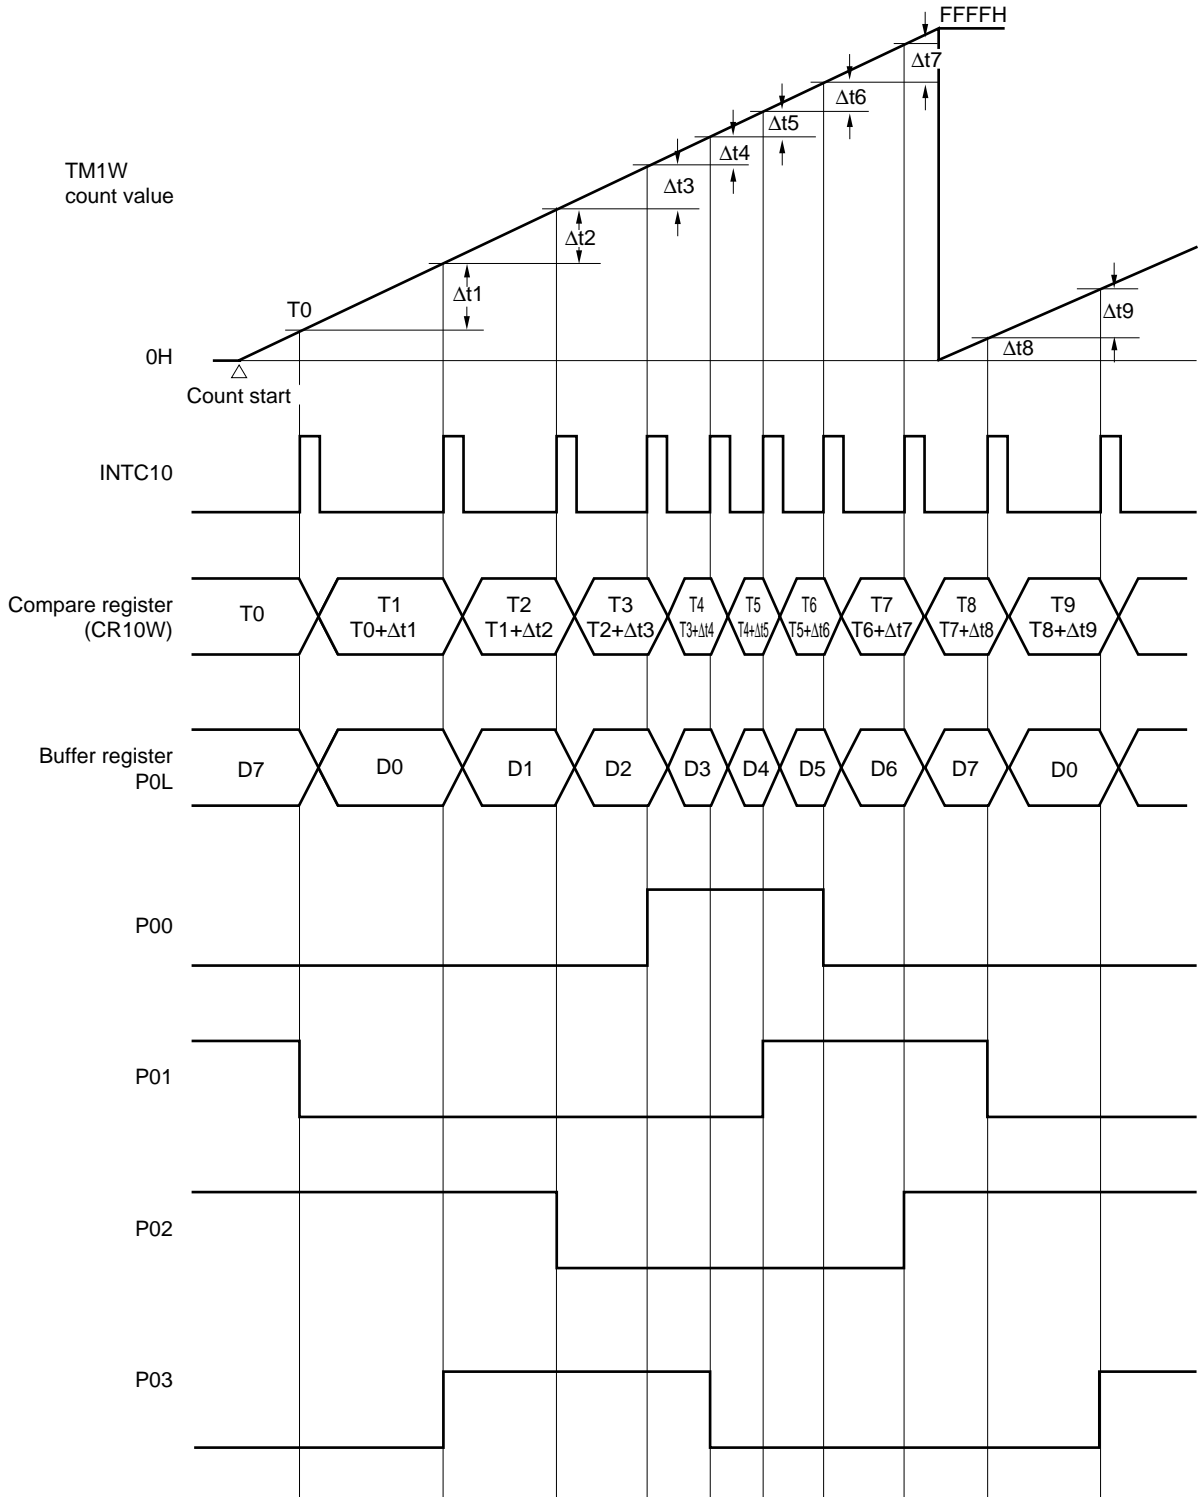 FFFFH
Δt7
Δt6
Δt5
Δt4
Δt3
Δt2
Δt1
TM1W
count value
T0
Δt9
Δt8
0H
Count start
INTC10
Compare register
(CR10W)
T0
T1
T0+Δt1
T2
T1+Δt2
T3
T2+Δt3
T4
T3+Δt4
T5
T4+Δt5
T6
T5+Δt6
T7
T6+Δt7
T8
T7+Δt8
T9
T8+Δt9
Buffer register
P0L
D7
D0
D1
D2
D3
D4
D5
D6
D7
D0
P00
P01
P02
P03